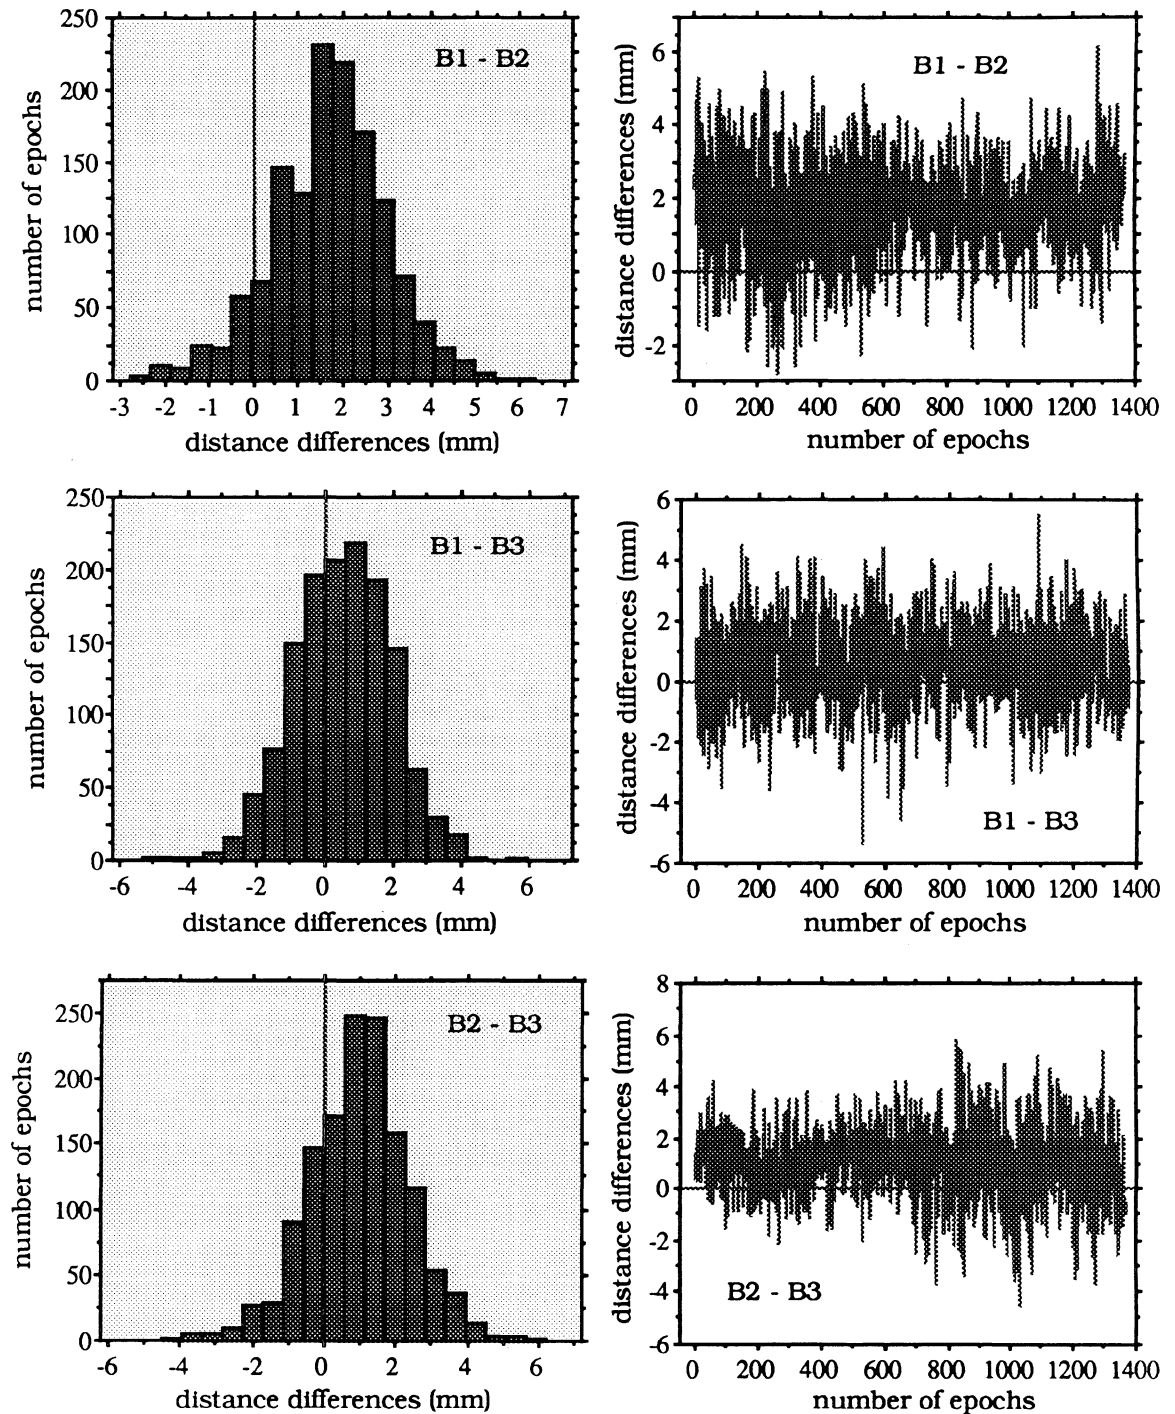 B1 - B2
number of epochs
250
200
150
100
50
0
-3 -2 -1 0 1 2 3 4 5 6 7
distance differences (mm)
B1 - B2
distance differences (mm)
6
4
2
0
-2
0 200 400 600 800 1000 1200 1400
number of epochs
B1 - B3
number of epochs
250
200
150
100
50
0
-6 -4 -2 0 2 4 6
distance differences (mm)
distance differences (mm)
6
4
2
0
-2
-4
-6
B1 - B3
0 200 400 600 800 1000 1200 1400
number of epochs
B2 - B3
number of epochs
250
200
150
100
50
0
-6 -4 -2 0 2 4 6
distance differences (mm)
distance differences (mm)
8
6
4
2
0
-2
-4
-6
B2 - B3
0 200 400 600 800 1000 1200 1400
number of epochs